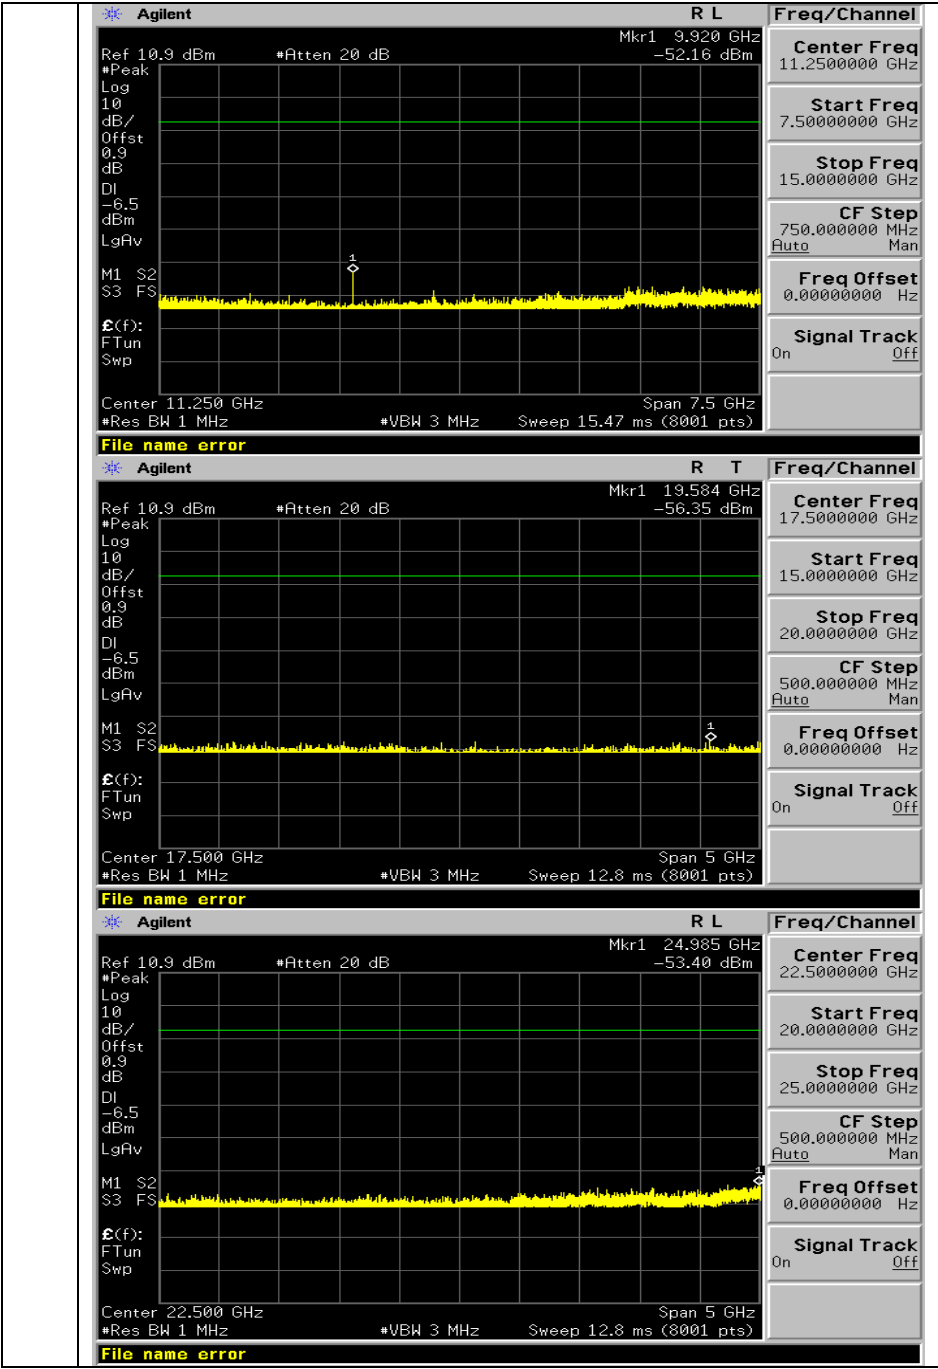 Agilent R L Freq/Channel
Mkr1 9.920 GHz
Ref 10.9 dBm #Atten 20 dB -52.16 dBm
#Peak
Log
10
dB/
Offst
0.9
dB
DI
-6.5
dBm
LgAv
1
M1 S2
S3 FS
£(f):
FTun
Swp
Center 11.250 GHz Span 7.5 GHz
#Res BW 1 MHz #VBW 3 MHz Sweep 15.47 ms (8001 pts)
File name error
Center Freq
11.2500000 GHz
Start Freq
7.50000000 GHz
Stop Freq
15.0000000 GHz
CF Step
750.000000 MHz
Auto Man
Freq Offset
0.00000000 Hz
Signal Track
On Off
Agilent R T Freq/Channel
Mkr1 19.584 GHz
Ref 10.9 dBm #Atten 20 dB -56.35 dBm
#Peak
Log
10
dB/
Offst
0.9
dB
DI
-6.5
dBm
LgAv
1
M1 S2
S3 FS
£(f):
FTun
Swp
Center 17.500 GHz Span 5 GHz
#Res BW 1 MHz #VBW 3 MHz Sweep 12.8 ms (8001 pts)
File name error
Center Freq
17.5000000 GHz
Start Freq
15.0000000 GHz
Stop Freq
20.0000000 GHz
CF Step
500.000000 MHz
Auto Man
Freq Offset
0.00000000 Hz
Signal Track
On Off
Agilent R L Freq/Channel
Mkr1 24.985 GHz
Ref 10.9 dBm #Atten 20 dB -53.40 dBm
#Peak
Log
10
dB/
Offst
0.9
dB
DI
-6.5
dBm
LgAv
1
M1 S2
S3 FS
£(f):
FTun
Swp
Center 22.500 GHz Span 5 GHz
#Res BW 1 MHz #VBW 3 MHz Sweep 12.8 ms (8001 pts)
File name error
Center Freq
22.5000000 GHz
Start Freq
20.0000000 GHz
Stop Freq
25.0000000 GHz
CF Step
500.000000 MHz
Auto Man
Freq Offset
0.00000000 Hz
Signal Track
On Off